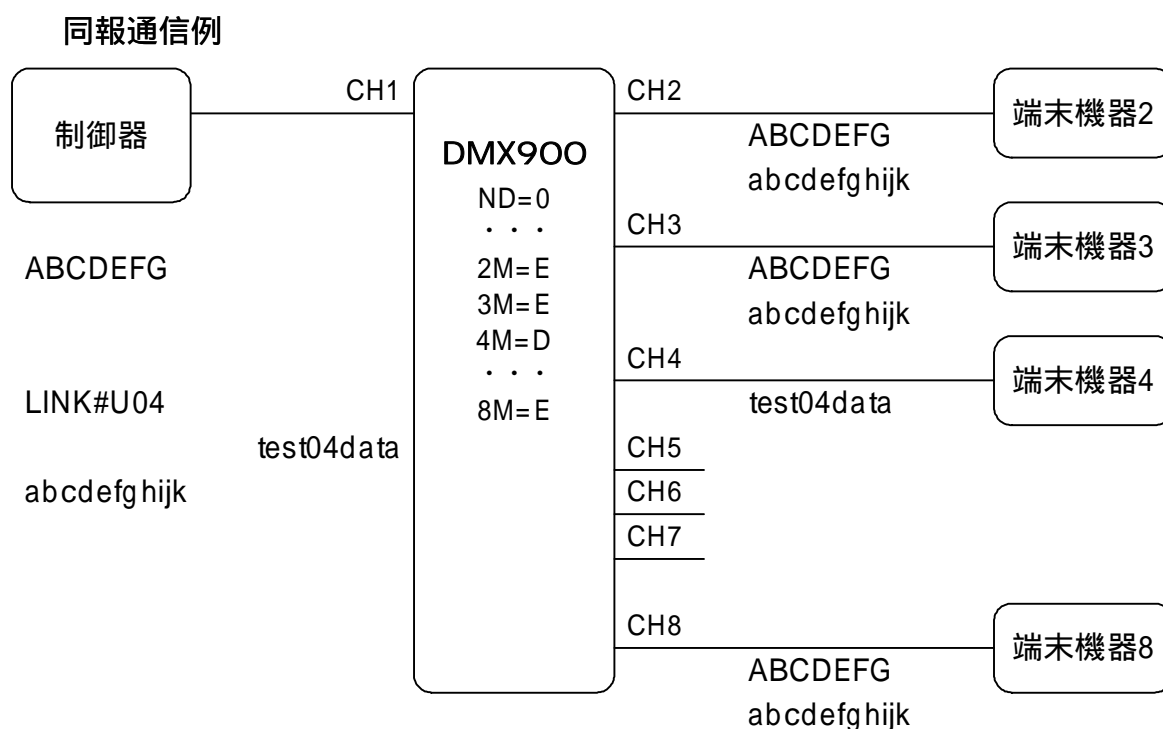 同報通信例
制御器
CH1
DMX900
ND=0
・・・
2M=E
3M=E
4M=D
・・・
8M=E
ABCDEFG
LINK#U04
test04data
abcdefghijk
CH2
ABCDEFG
abcdefghijk
端末機器2
CH3
ABCDEFG
abcdefghijk
端末機器3
CH4
test04data
端末機器4
CH5
CH6
CH7
CH8
ABCDEFG
abcdefghijk
端末機器8